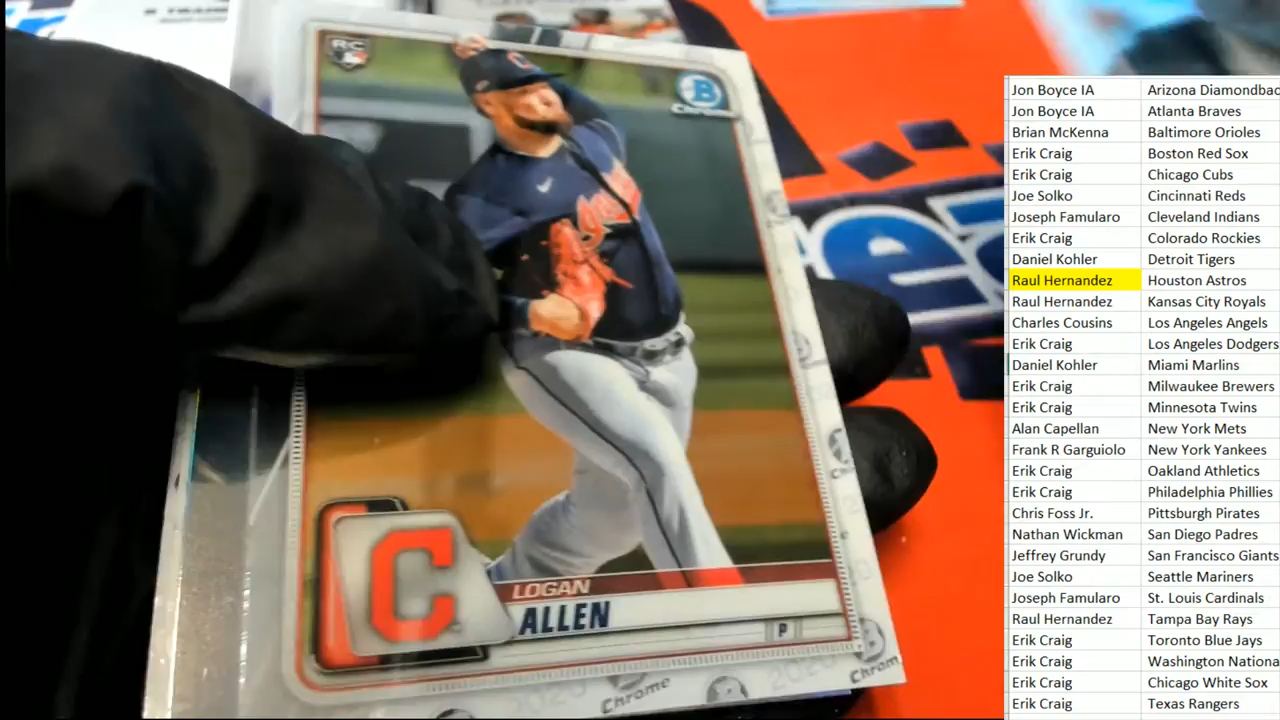 RC
B
Chrome
C
Indians
C
LOGAN
ALLEN
P
2020
Chrome
2020
B
Chrom
Jon Boyce IA Arizona Diamondbac
Jon Boyce IA Atlanta Braves
Brian McKenna Baltimore Orioles
Erik Craig Boston Red Sox
Erik Craig Chicago Cubs
Joe Solko Cincinnati Reds
Joseph Famularo Cleveland Indians
Erik Craig Colorado Rockies
Daniel Kohler Detroit Tigers
Raul Hernandez Houston Astros
Raul Hernandez Kansas City Royals
Charles Cousins Los Angeles Angels
Erik Craig Los Angeles Dodgers
Daniel Kohler Miami Marlins
Erik Craig Milwaukee Brewers
Erik Craig Minnesota Twins
Alan Capellan New York Mets
Frank R Garguiolo New York Yankees
Erik Craig Oakland Athletics
Erik Craig Philadelphia Phillies
Chris Foss Jr. Pittsburgh Pirates
Nathan Wickman San Diego Padres
Jeffrey Grundy San Francisco Giants
Joe Solko Seattle Mariners
Joseph Famularo St. Louis Cardinals
Raul Hernandez Tampa Bay Rays
Erik Craig Toronto Blue Jays
Erik Craig Washington Nationa
Erik Craig Chicago White Sox
Erik Craig Texas Rangers